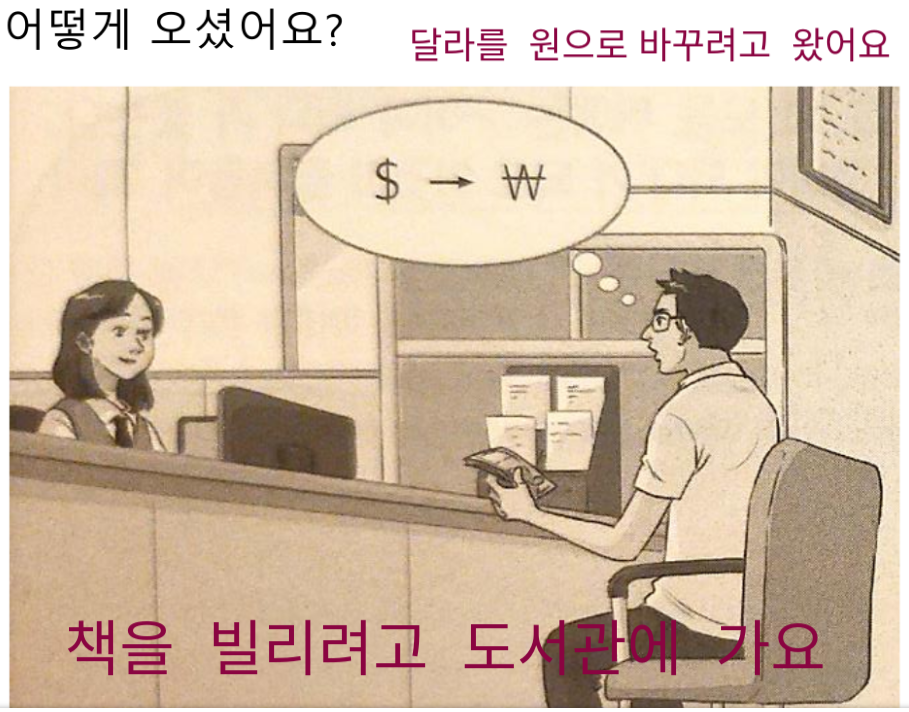 어떻게 오셨어요?
달라를 원으로 바꾸려고 왔어요
$ → ₩
책을 빌리려고 도서관에 가요